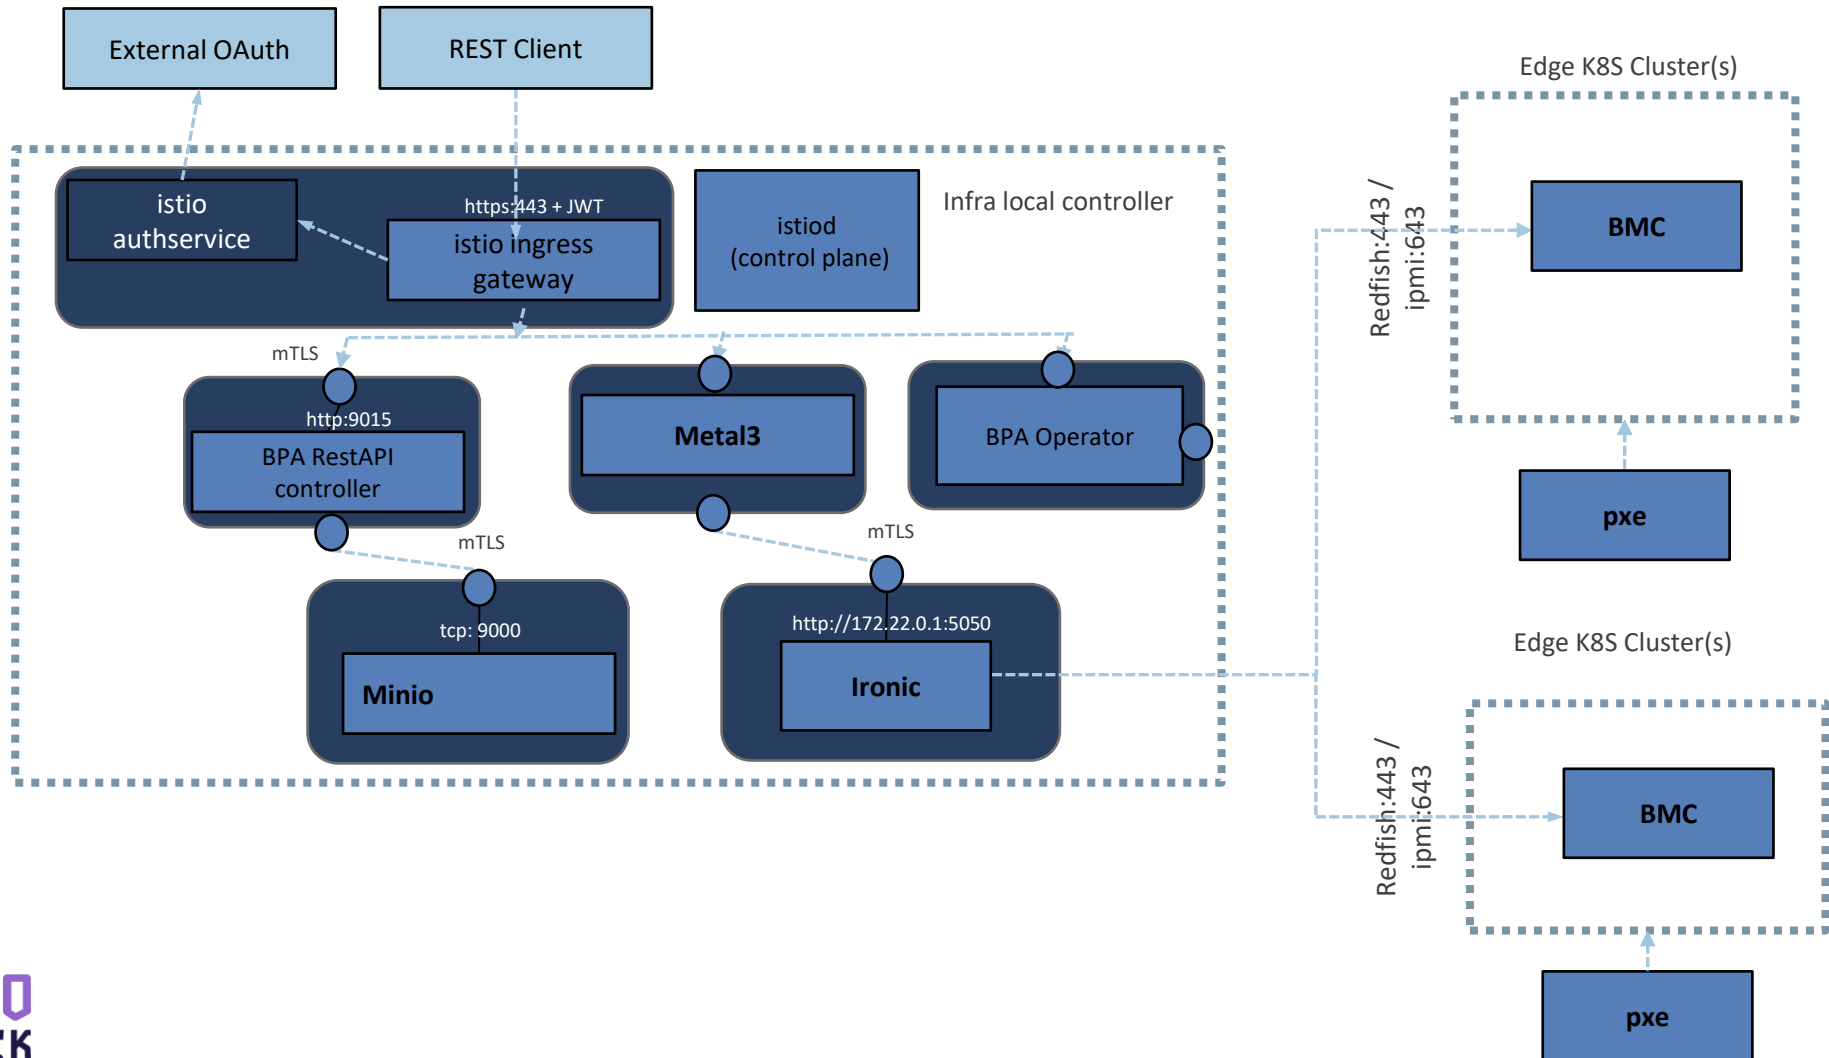 External OAuth
REST Client
Edge K8S Cluster(s)
istio
authservice
https:443 + JWT
istio ingress
gateway
istiod
(control plane)
Infra local controller
Redfish:443 /
ipmi:643
BMC
mTLS
http:9015
BPA RestAPI
controller
Metal3
BPA Operator
pxe
mTLS
mTLS
tcp: 9000
Minio
http://172.22.0.1:5050
Ironic
Edge K8S Cluster(s)
Redfish:443 /
ipmi:643
BMC
pxe